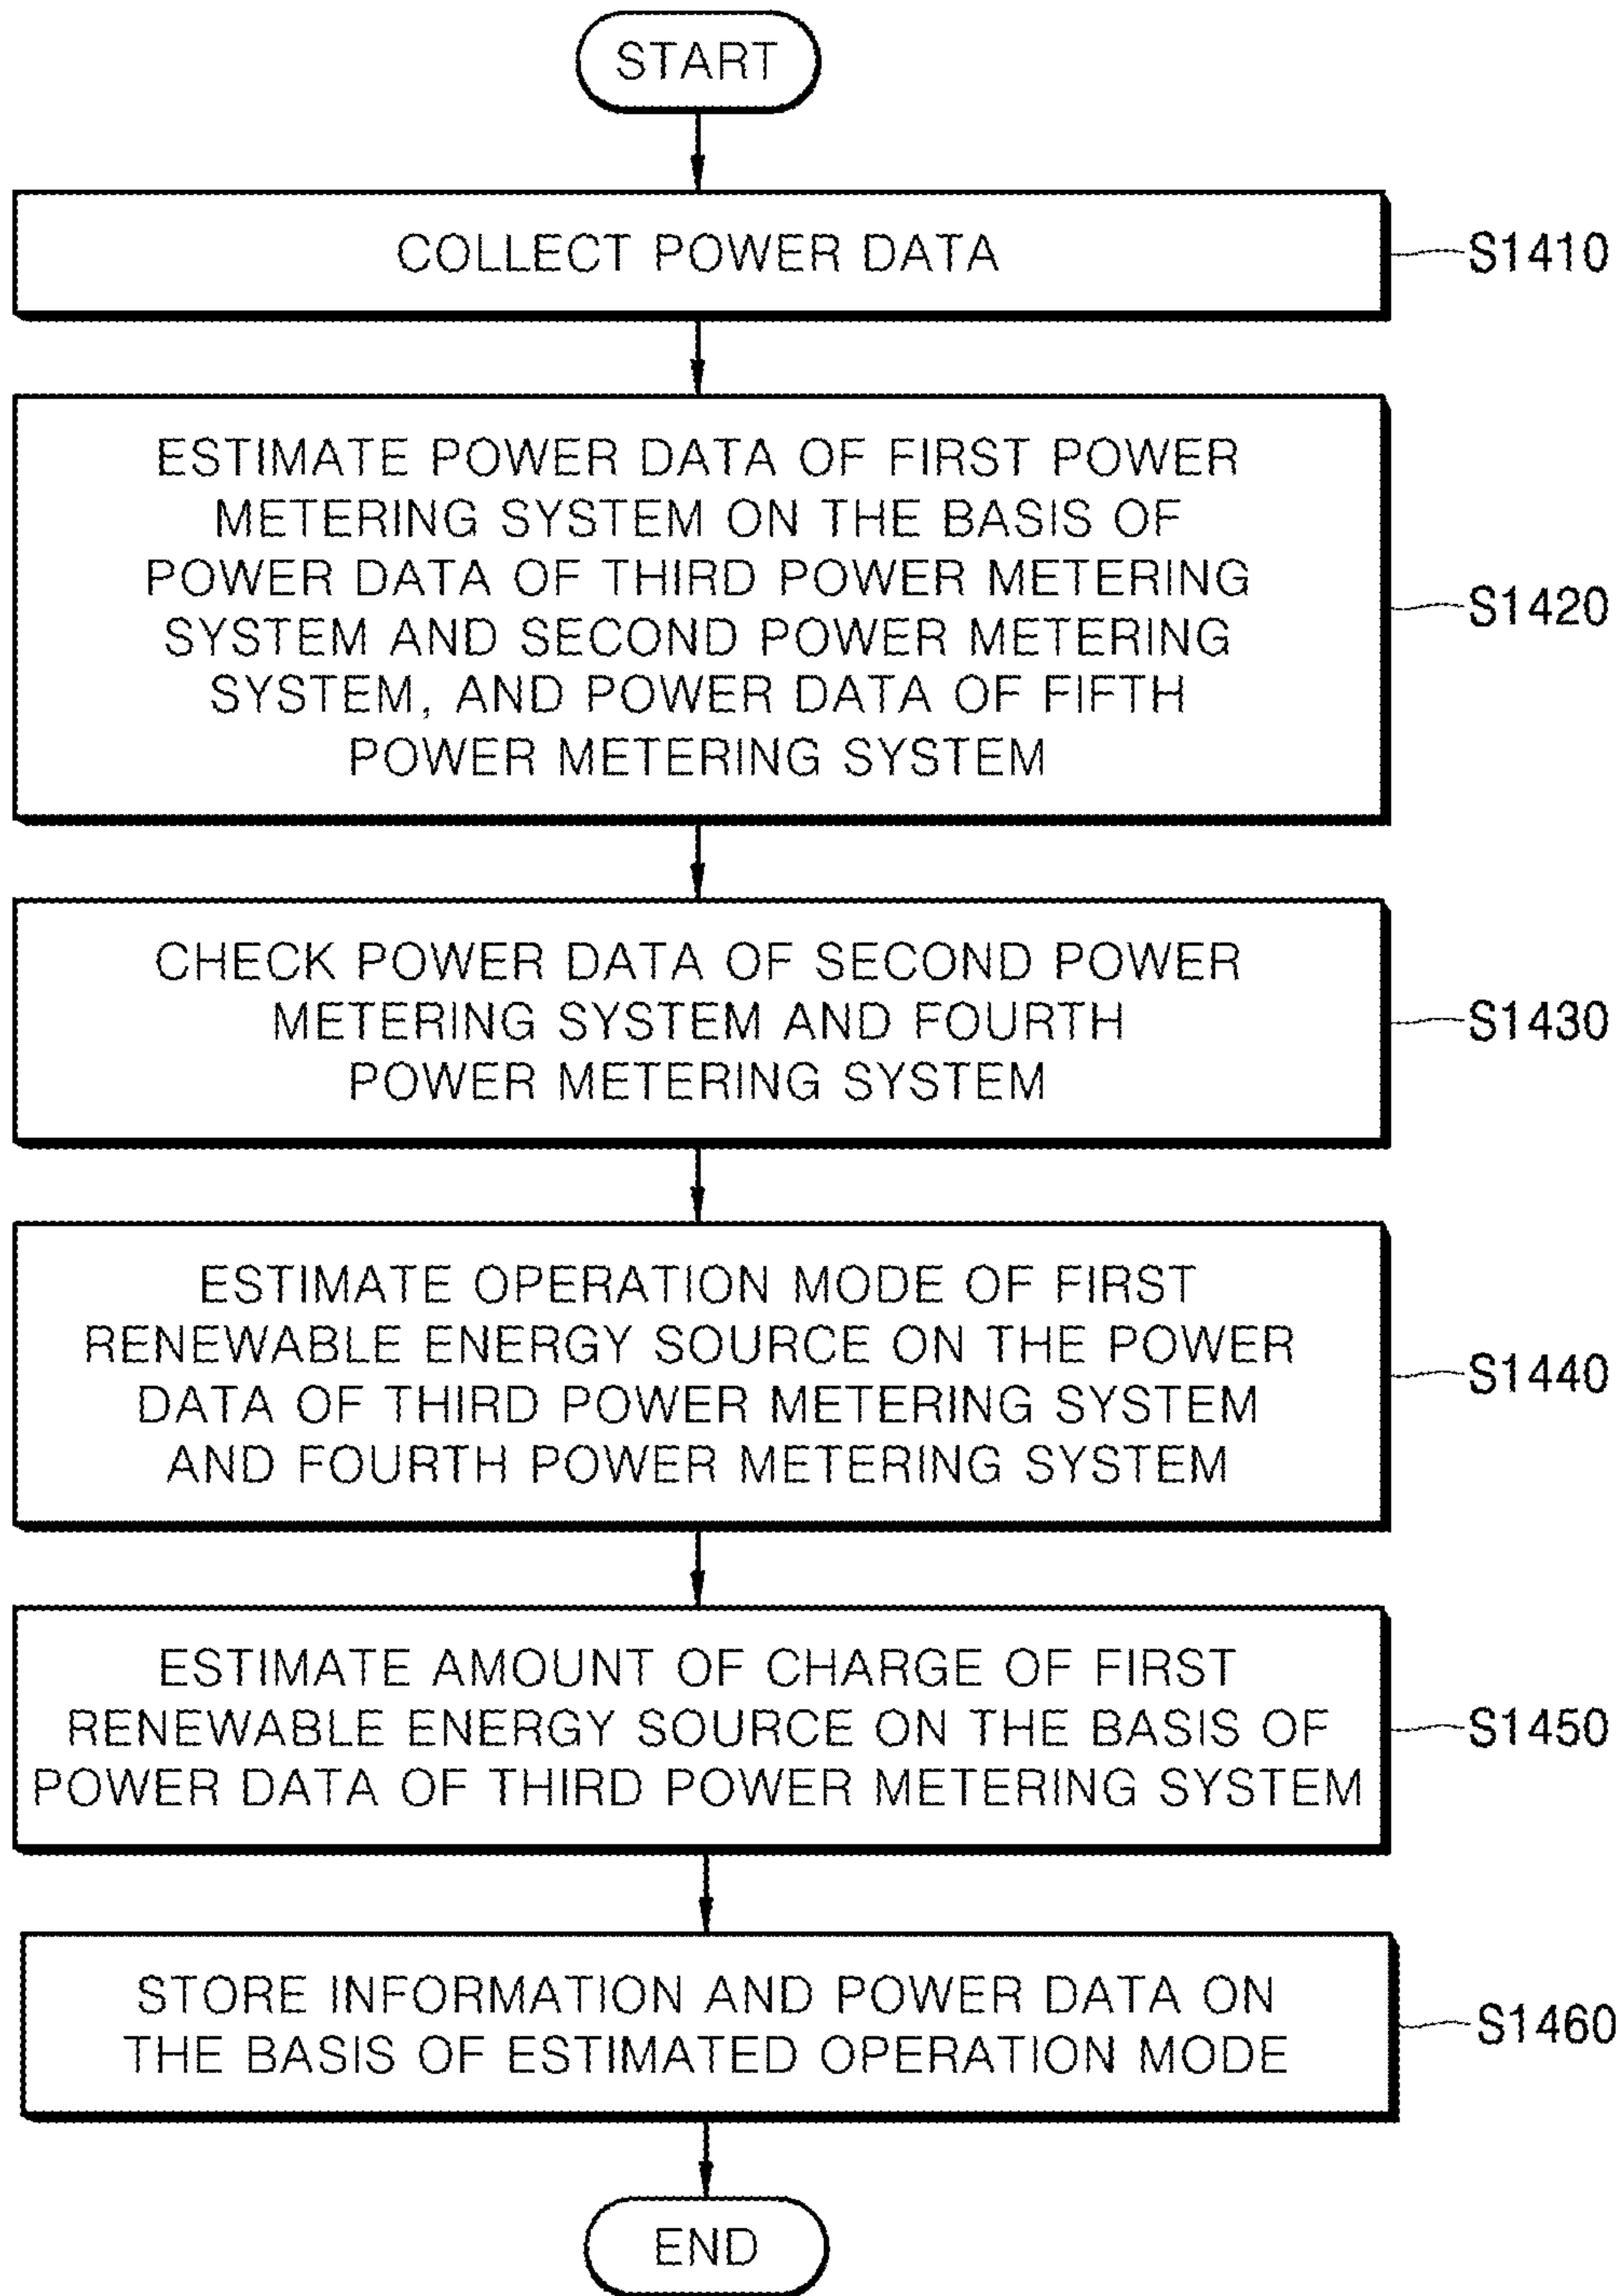 START
COLLECT POWER DATA
S1410
ESTIMATE POWER DATA OF FIRST POWER
METERING SYSTEM ON THE BASIS OF
POWER DATA OF THIRD POWER METERING
SYSTEM AND SECOND POWER METERING
SYSTEM, AND POWER DATA OF FIFTH
POWER METERING SYSTEM
S1420
CHECK POWER DATA OF SECOND POWER
METERING SYSTEM AND FOURTH
POWER METERING SYSTEM
S1430
ESTIMATE OPERATION MODE OF FIRST
RENEWABLE ENERGY SOURCE ON THE POWER
DATA OF THIRD POWER METERING SYSTEM
AND FOURTH POWER METERING SYSTEM
S1440
ESTIMATE AMOUNT OF CHARGE OF FIRST
RENEWABLE ENERGY SOURCE ON THE BASIS OF
POWER DATA OF THIRD POWER METERING SYSTEM
S1450
STORE INFORMATION AND POWER DATA ON
THE BASIS OF ESTIMATED OPERATION MODE
S1460
END